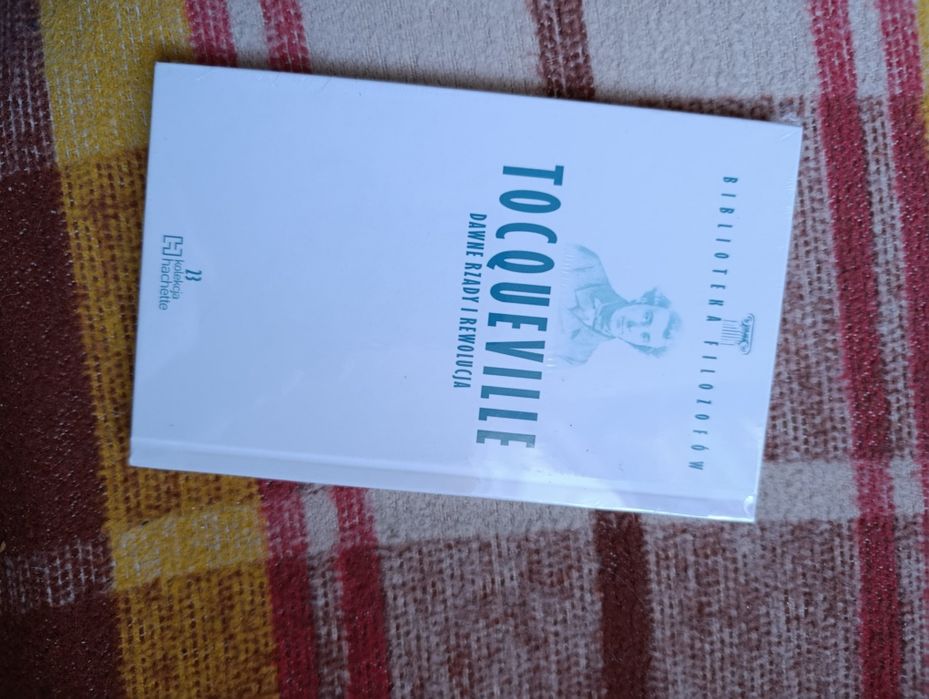 BIBLIOTEKA FILOZOFÓW
TOCQUEVILLE
DAWNE RZĄDY I REWOLUCJA
23
kolekcja
hachette